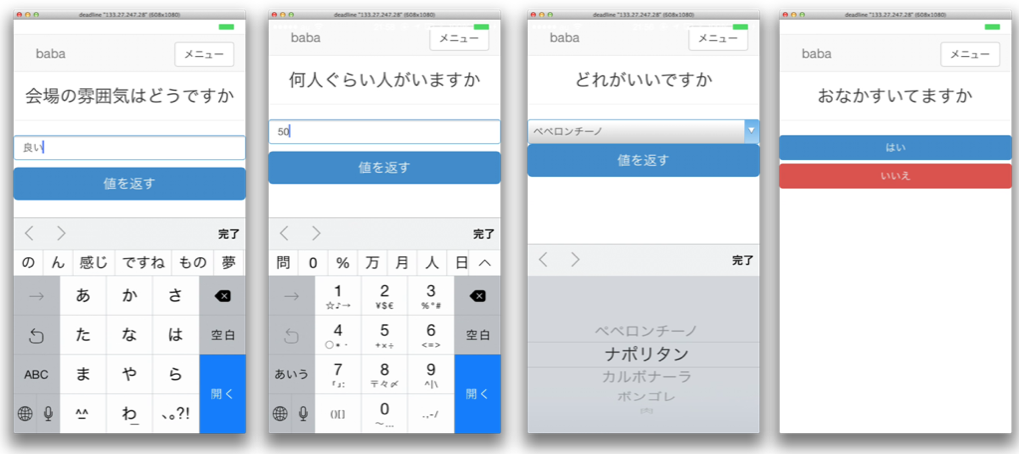 deadline "133.27.247.28" (608x1080)
baba
メニュー
会場の雰囲気はどうですか
良い
値を返す
完了
の ん 感じ ですね もの 夢
→ あ か さ
た な は 空白
ABC ま や ら
開く
^^ わ 、。?!
deadline "133.27.247.28" (608x1080)
baba
メニュー
何人ぐらい人がいますか
50
値を返す
完了
問 0 % 万 月 人 日
→ 1 2 3
☆♪→ ¥$€ %°#
4 5 6 空白
○*・ +×÷ <=>
あいう 7 8 9
「」: 〒々〆 ^|\
開く
()[] 0 .,-/
〜…
deadline "133.27.247.28" (608x1080)
baba
メニュー
どれがいいですか
ペペロンチーノ
値を返す
完了
ペペロンチーノ
ナポリタン
カルボナーラ
ボンゴレ
deadline "133.27.247.28" (608x1080)
baba
メニュー
おなかすいてますか
はい
いいえ